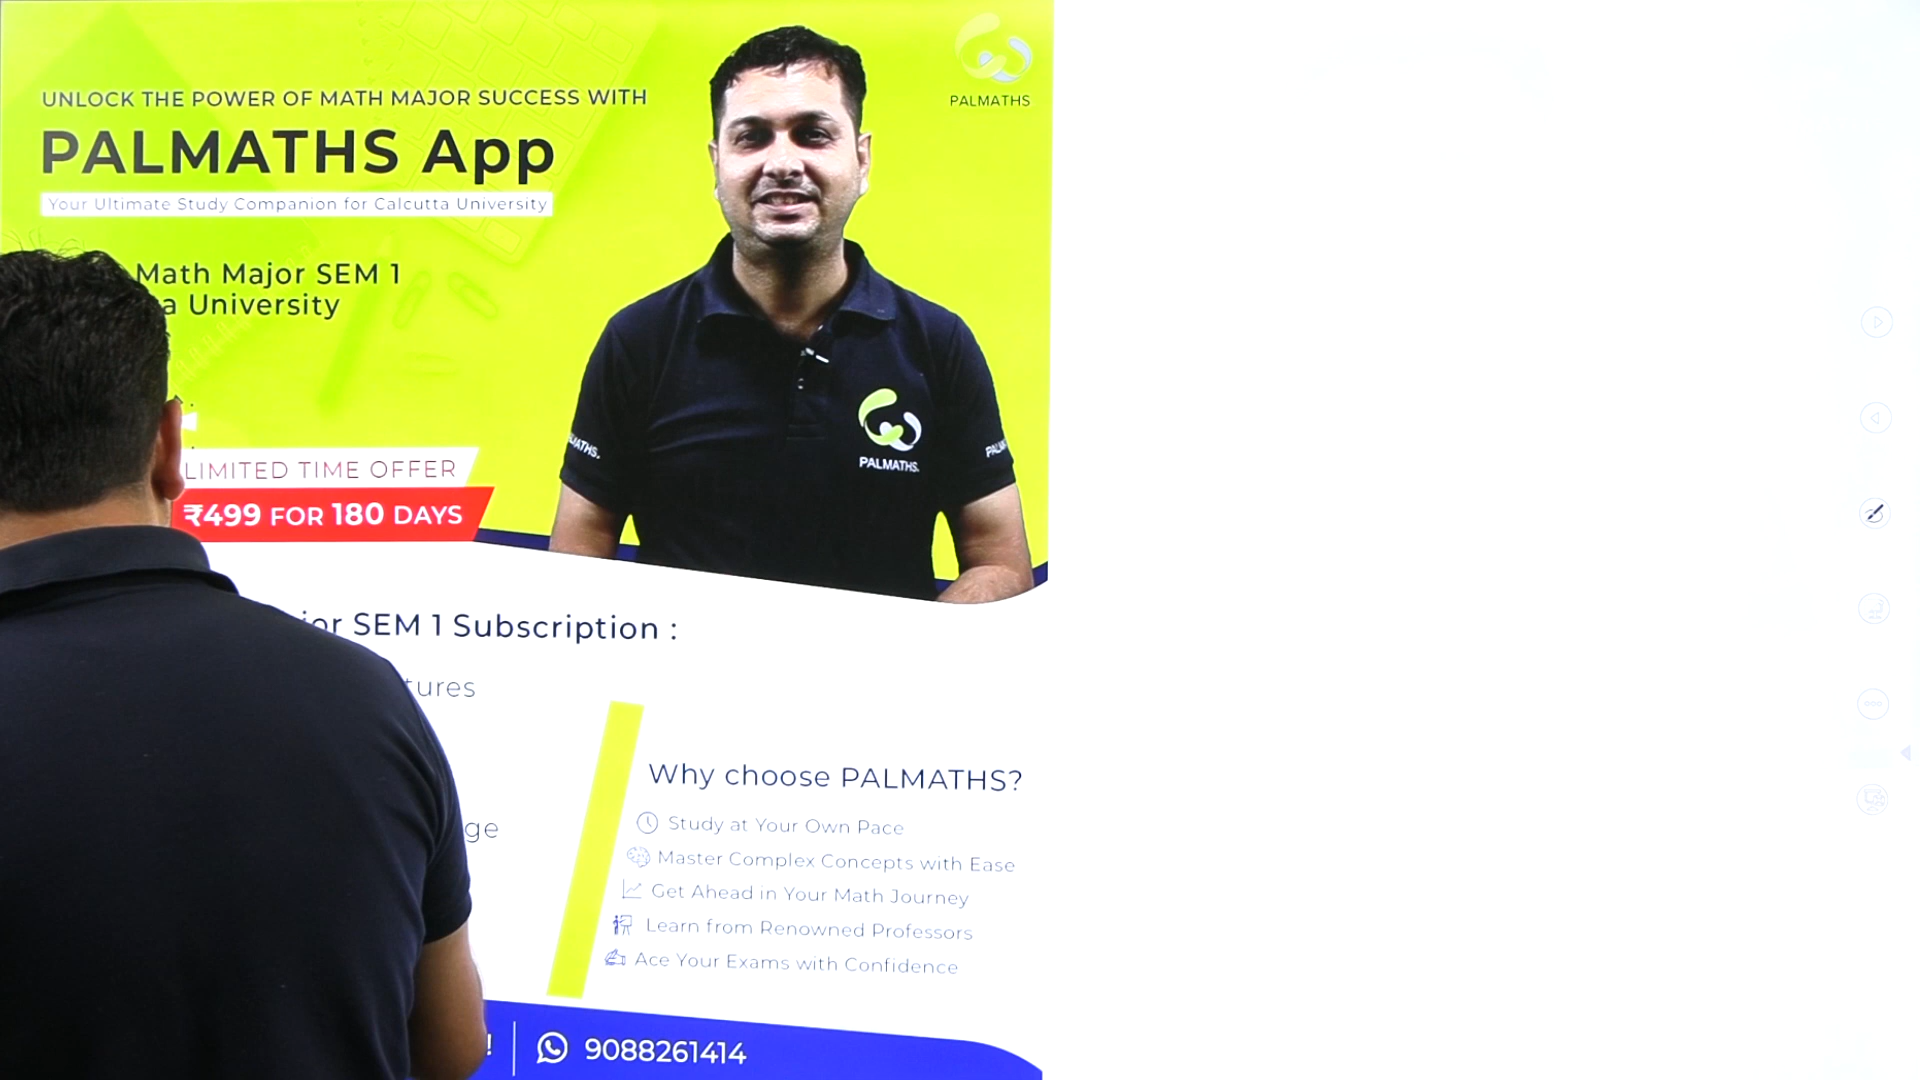 UNLOCK THE POWER OF MATH MAJOR SUCCESS WITH
PALMATHS App
Your Ultimate Study Companion for Calcutta University
PALMATHS
Math Major SEM 1
University
PALMATHS.
LIMITED TIME OFFER
₹499 FOR 180 DAYS
SEM 1 Subscription :
Why choose PALMATHS?
Study at Your Own Pace
Master Complex Concepts with Ease
Get Ahead in Your Math Journey
Learn from Renowned Professors
Ace Your Exams with Confidence
9088261414